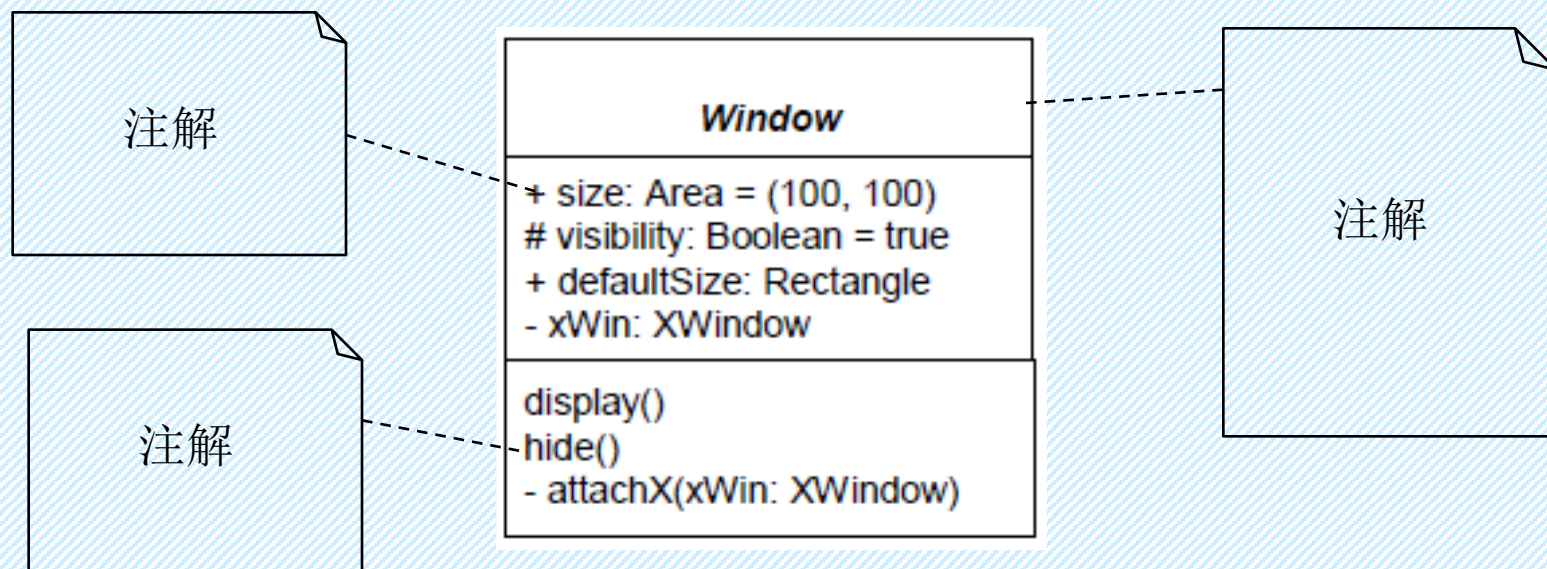 注解
Window
+ size: Area = (100, 100)
# visibility: Boolean = true
+ defaultSize: Rectangle
- xWin: XWindow
display()
hide()
- attachX(xWin: XWindow)
注解
注解